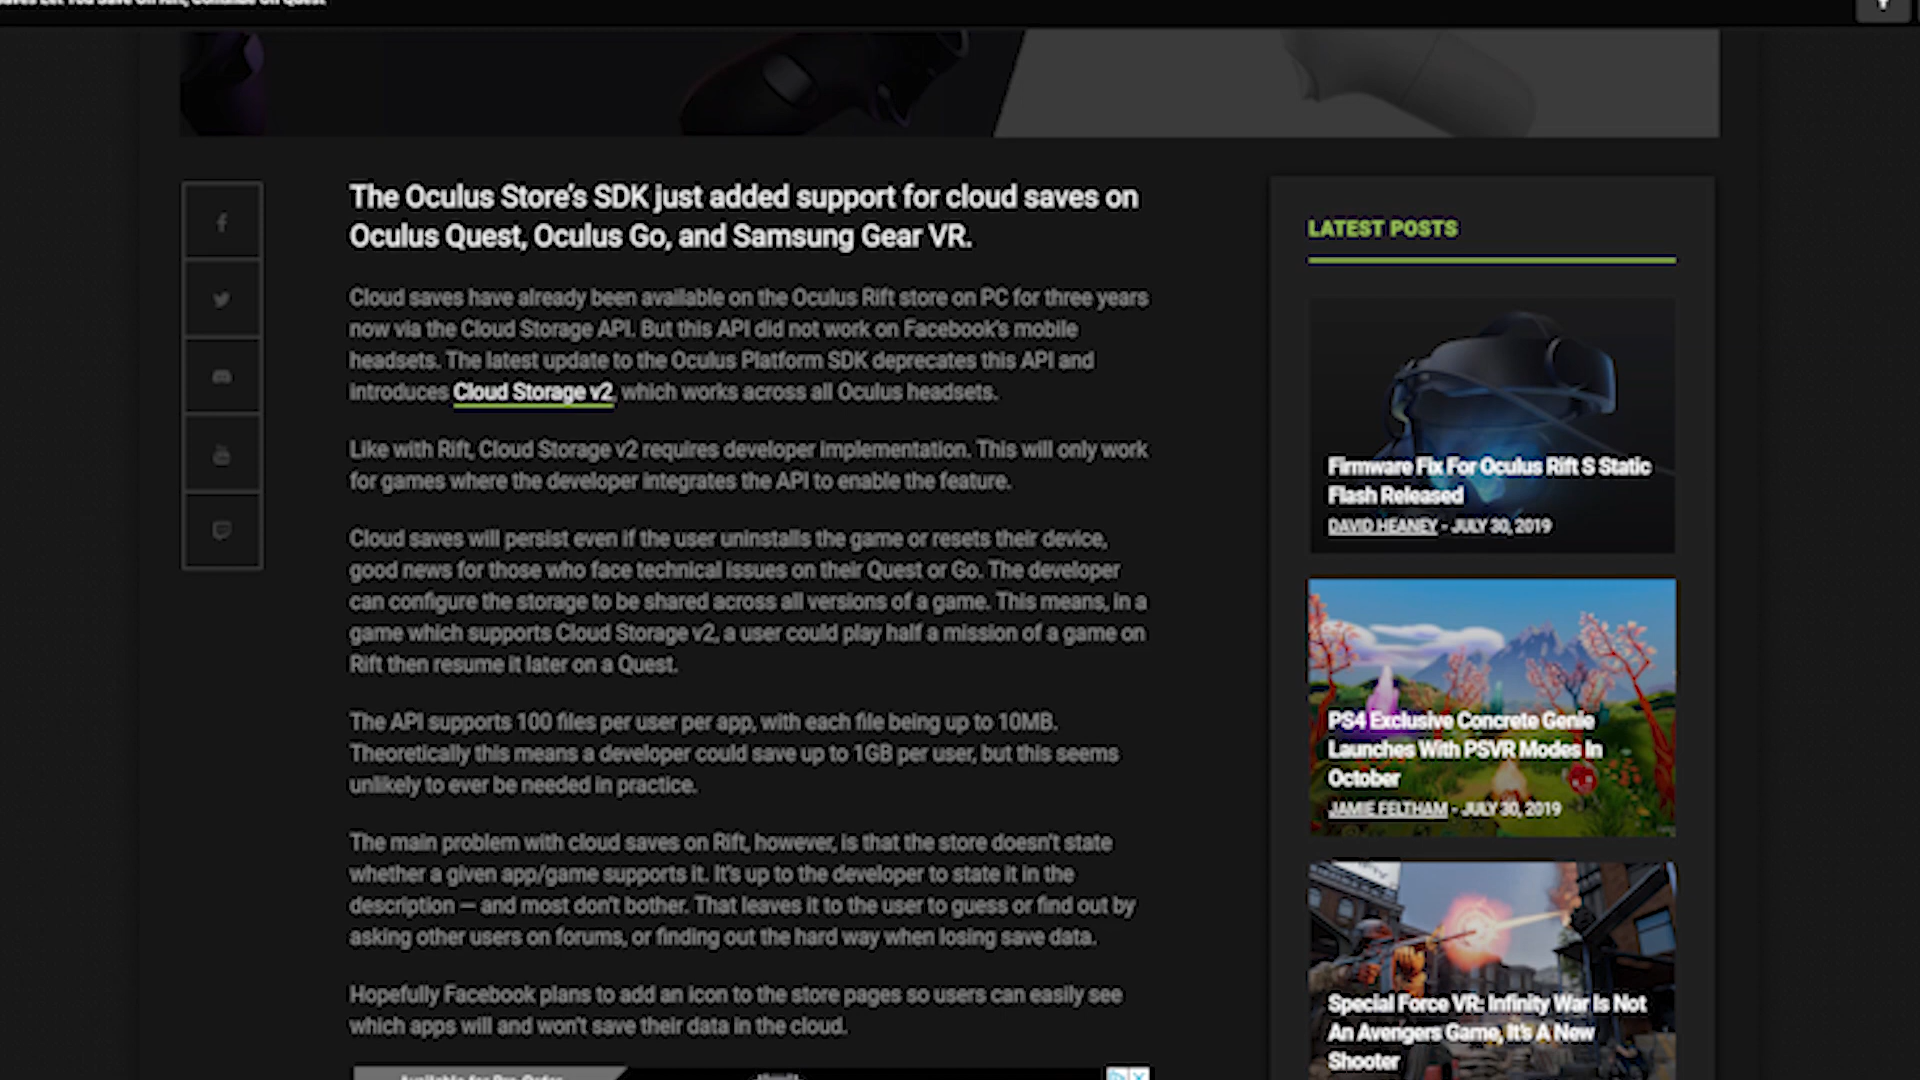 Let You Save On Rift, Continue On Quest
The Oculus Store's SDK just added support for cloud saves on
Oculus Quest, Oculus Go, and Samsung Gear VR.
Cloud saves have already been available on the Oculus Rift store on PC for three years
now via the Cloud Storage API. But this API did not work on Facebook's mobile
headsets. The latest update to the Oculus Platform SDK deprecates this API and
introduces Cloud Storage v2, which works across all Oculus headsets.
Like with Rift, Cloud Storage v2 requires developer implementation. This will only work
for games where the developer integrates the API to enable the feature.
Cloud saves will persist even if the user uninstalls the game or resets their device,
good news for those who face technical issues on their Quest or Go. The developer
can configure the storage to be shared across all versions of a game. This means, in a
game which supports Cloud Storage v2, a user could play half a mission of a game on
Rift then resume it later on a Quest.
The API supports 100 files per user per app, with each file being up to 10MB.
Theoretically this means a developer could save up to 1GB per user, but this seems
unlikely to ever be needed in practice.
The main problem with cloud saves on Rift, however, is that the store doesn't state
whether a given app/game supports it. It's up to the developer to state it in the
description — and most don't bother. That leaves it to the user to guess or find out by
asking other users on forums, or finding out the hard way when losing save data.
Hopefully Facebook plans to add an icon to the store pages so users can easily see
which apps will and won't save their data in the cloud.
Available for Pre-Order
LATEST POSTS
Firmware Fix For Oculus Rift S Static
Flash Released
DAVID HEANEY - JULY 30, 2019
PS4 Exclusive Concrete Genie
Launches With PSVR Modes In
October
JAMIE FELTHAM - JULY 30, 2019
Special Force VR: Infinity War Is Not
An Avengers Game, It's A New
Shooter